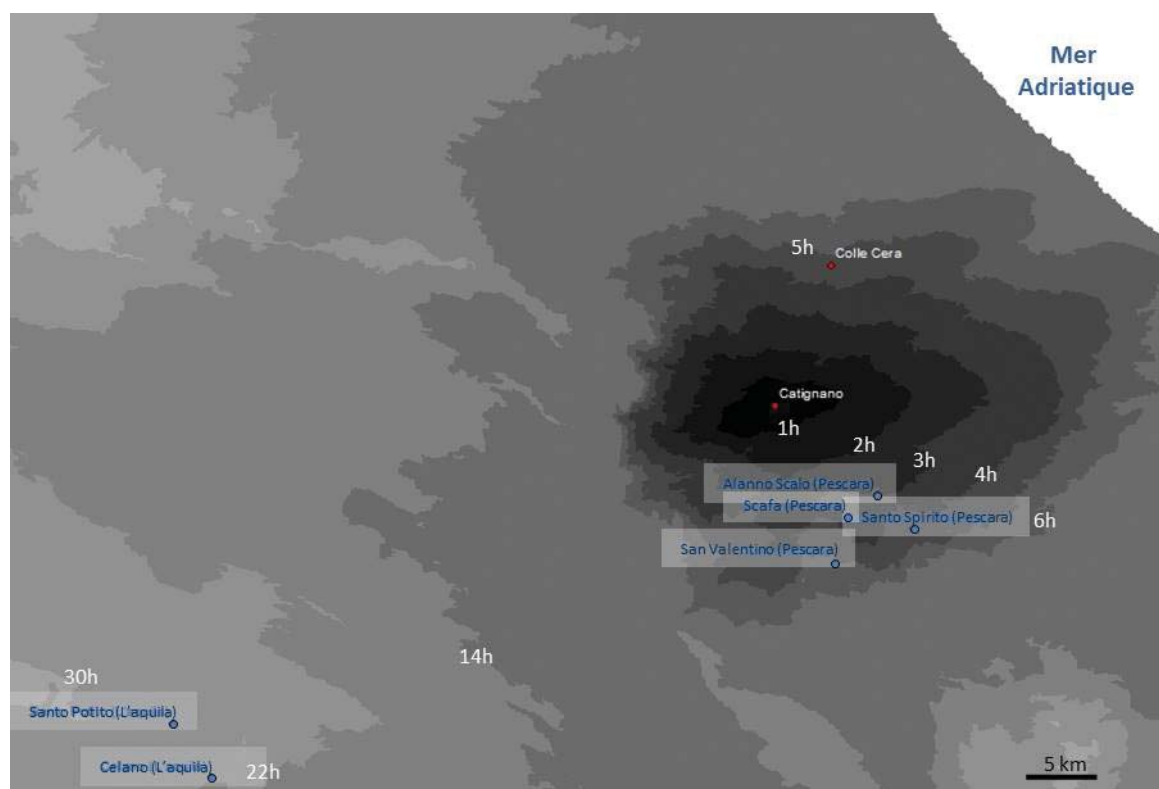 Mer
Adriatique
5h
Colle Cera
Catignano
1h
2h
3h
4h
Alanno Scalo (Pescara)
Scafa (Pescara)
Santo Spirito (Pescara)
6h
San Valentino (Pescara)
14h
30h
Santo Potito (L'aquila)
Celano (L'aquila)
22h
5 km